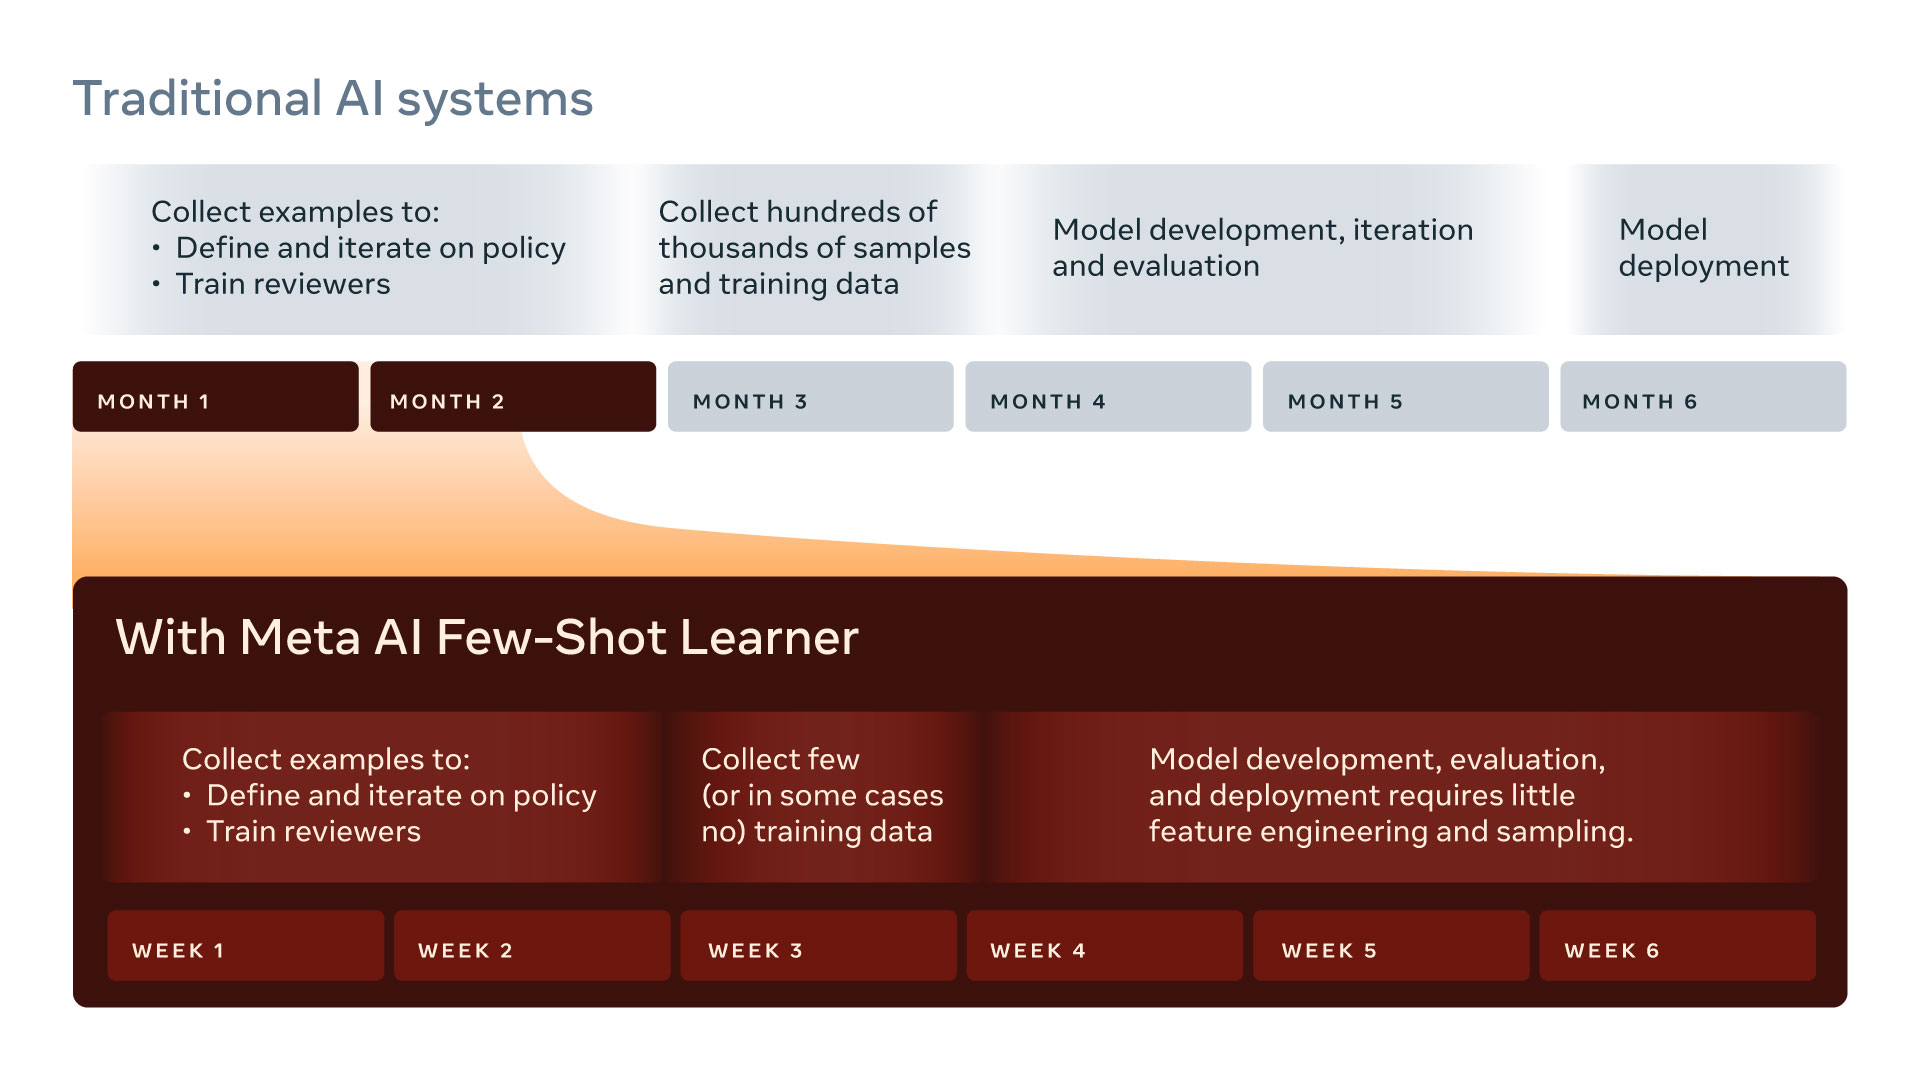 Traditional AI systems
Collect examples to:
• Define and iterate on policy
• Train reviewers
Collect hundreds of
thousands of samples
and training data
Model development, iteration
and evaluation
Model
deployment
MONTH 1
MONTH 2
MONTH 3
MONTH 4
MONTH 5
MONTH 6
With Meta AI Few-Shot Learner
Collect examples to:
• Define and iterate on policy
• Train reviewers
Collect few
(or in some cases
no) training data
Model development, evaluation,
and deployment requires little
feature engineering and sampling.
WEEK 1
WEEK 2
WEEK 3
WEEK 4
WEEK 5
WEEK 6